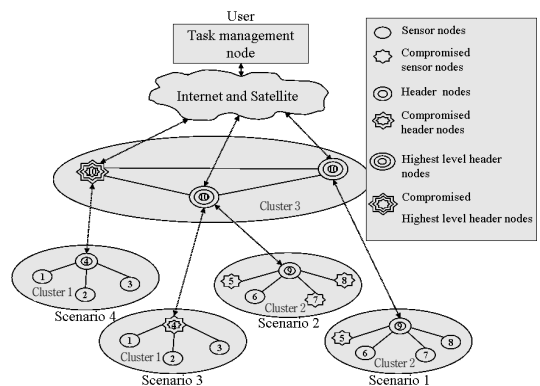 User
Task management
node
Internet and Satellite
Cluster 3
Sensor nodes
Compromised
sensor nodes
Header nodes
Compromised
header nodes
Highest level header
nodes
Compromised
Highest level header nodes
4
1
2
3
Cluster 1
Scenario 4
4
1
2
3
Cluster 1
Scenario 3
9
5
6
7
8
Cluster 2
Scenario 2
9
5
6
7
8
Cluster 2
Scenario 1